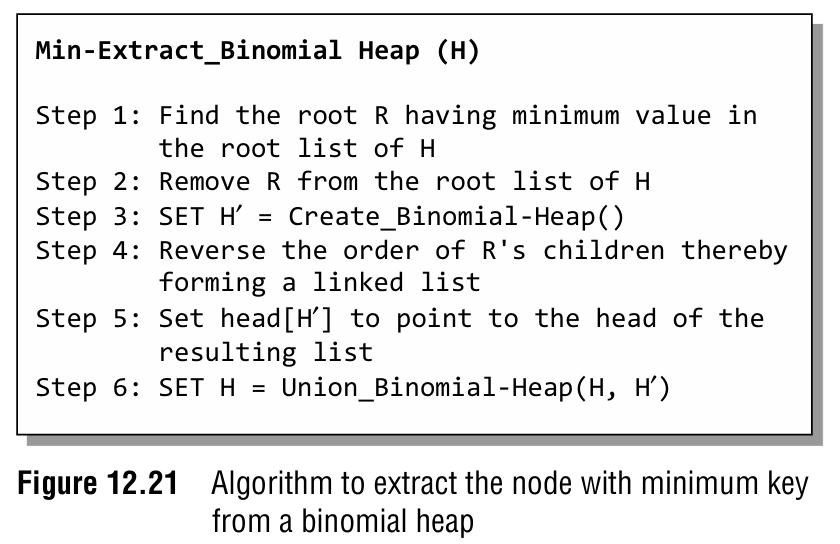 Min-Extract_Binomial Heap (H)
Step 1: Find the root R having minimum value in
the root list of H
Step 2: Remove R from the root list of H
Step 3: SET H′ = Create_Binomial-Heap()
Step 4: Reverse the order of R's children thereby
forming a linked list
Step 5: Set head[H′] to point to the head of the
resulting list
Step 6: SET H = Union_Binomial-Heap(H, H′)
Figure 12.21 Algorithm to extract the node with minimum key
from a binomial heap